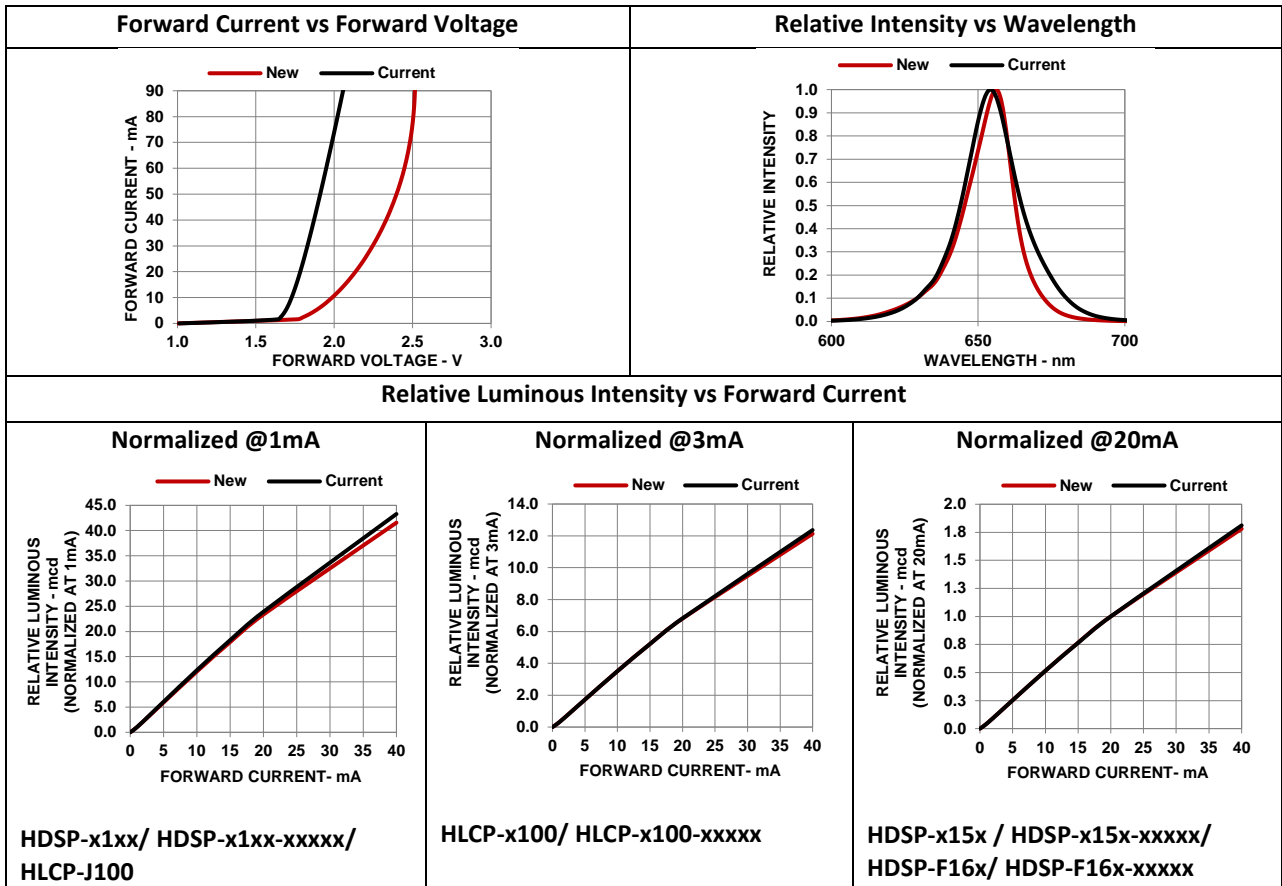 Forward Current vs Forward Voltage
Relative Intensity vs Wavelength
New
Current
FORWARD CURRENT - mA
90
80
70
60
50
40
30
20
10
0
1.0 1.5 2.0 2.5 3.0
FORWARD VOLTAGE - V
New
Current
RELATIVE INTENSITY
1.0
0.9
0.8
0.7
0.6
0.5
0.4
0.3
0.2
0.1
0.0
600 650 700
WAVELENGTH - nm
Relative Luminous Intensity vs Forward Current
Normalized @1mA
New
Current
RELATIVE LUMINOUS
INTENSITY - mcd
(NORMALIZED AT 1mA)
45.0
40.0
35.0
30.0
25.0
20.0
15.0
10.0
5.0
0.0
0 5 10 15 20 25 30 35 40
FORWARD CURRENT- mA
HDSP-x1xx/ HDSP-x1xx-xxxxx/
HLCP-J100
Normalized @3mA
New
Current
RELATIVE LUMINOUS
INTENSITY - mcd
(NORMALIZED AT 3mA)
14.0
12.0
10.0
8.0
6.0
4.0
2.0
0.0
0 5 10 15 20 25 30 35 40
FORWARD CURRENT- mA
HLCP-x100/ HLCP-x100-xxxxx
Normalized @20mA
New
Current
RELATIVE LUMINOUS
INTENSITY - mcd
(NORMALIZED AT 20mA)
2.0
1.8
1.5
1.3
1.0
0.8
0.5
0.3
0.0
0 5 10 15 20 25 30 35 40
FORWARD CURRENT- mA
HDSP-x15x / HDSP-x15x-xxxxx/
HDSP-F16x/ HDSP-F16x-xxxxx